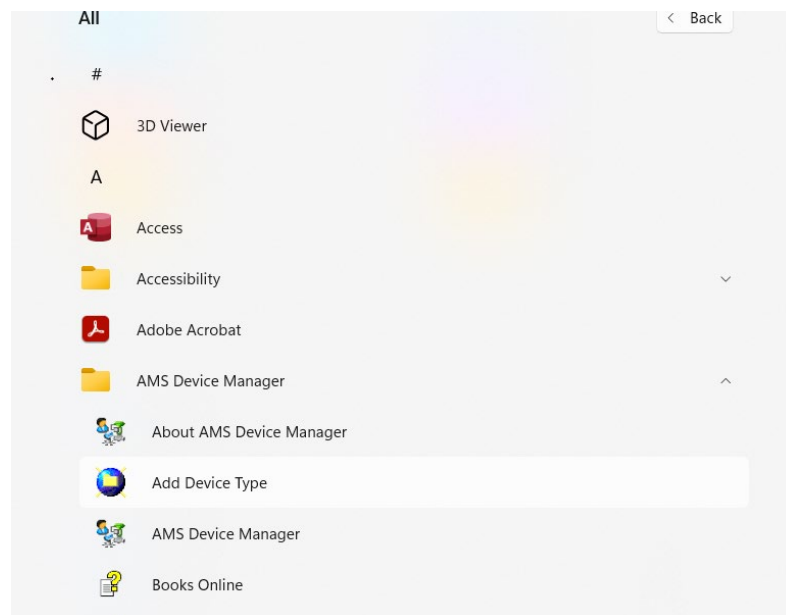 All
Back
#
3D Viewer
A
Access
Accessibility
Adobe Acrobat
AMS Device Manager
About AMS Device Manager
Add Device Type
AMS Device Manager
Books Online